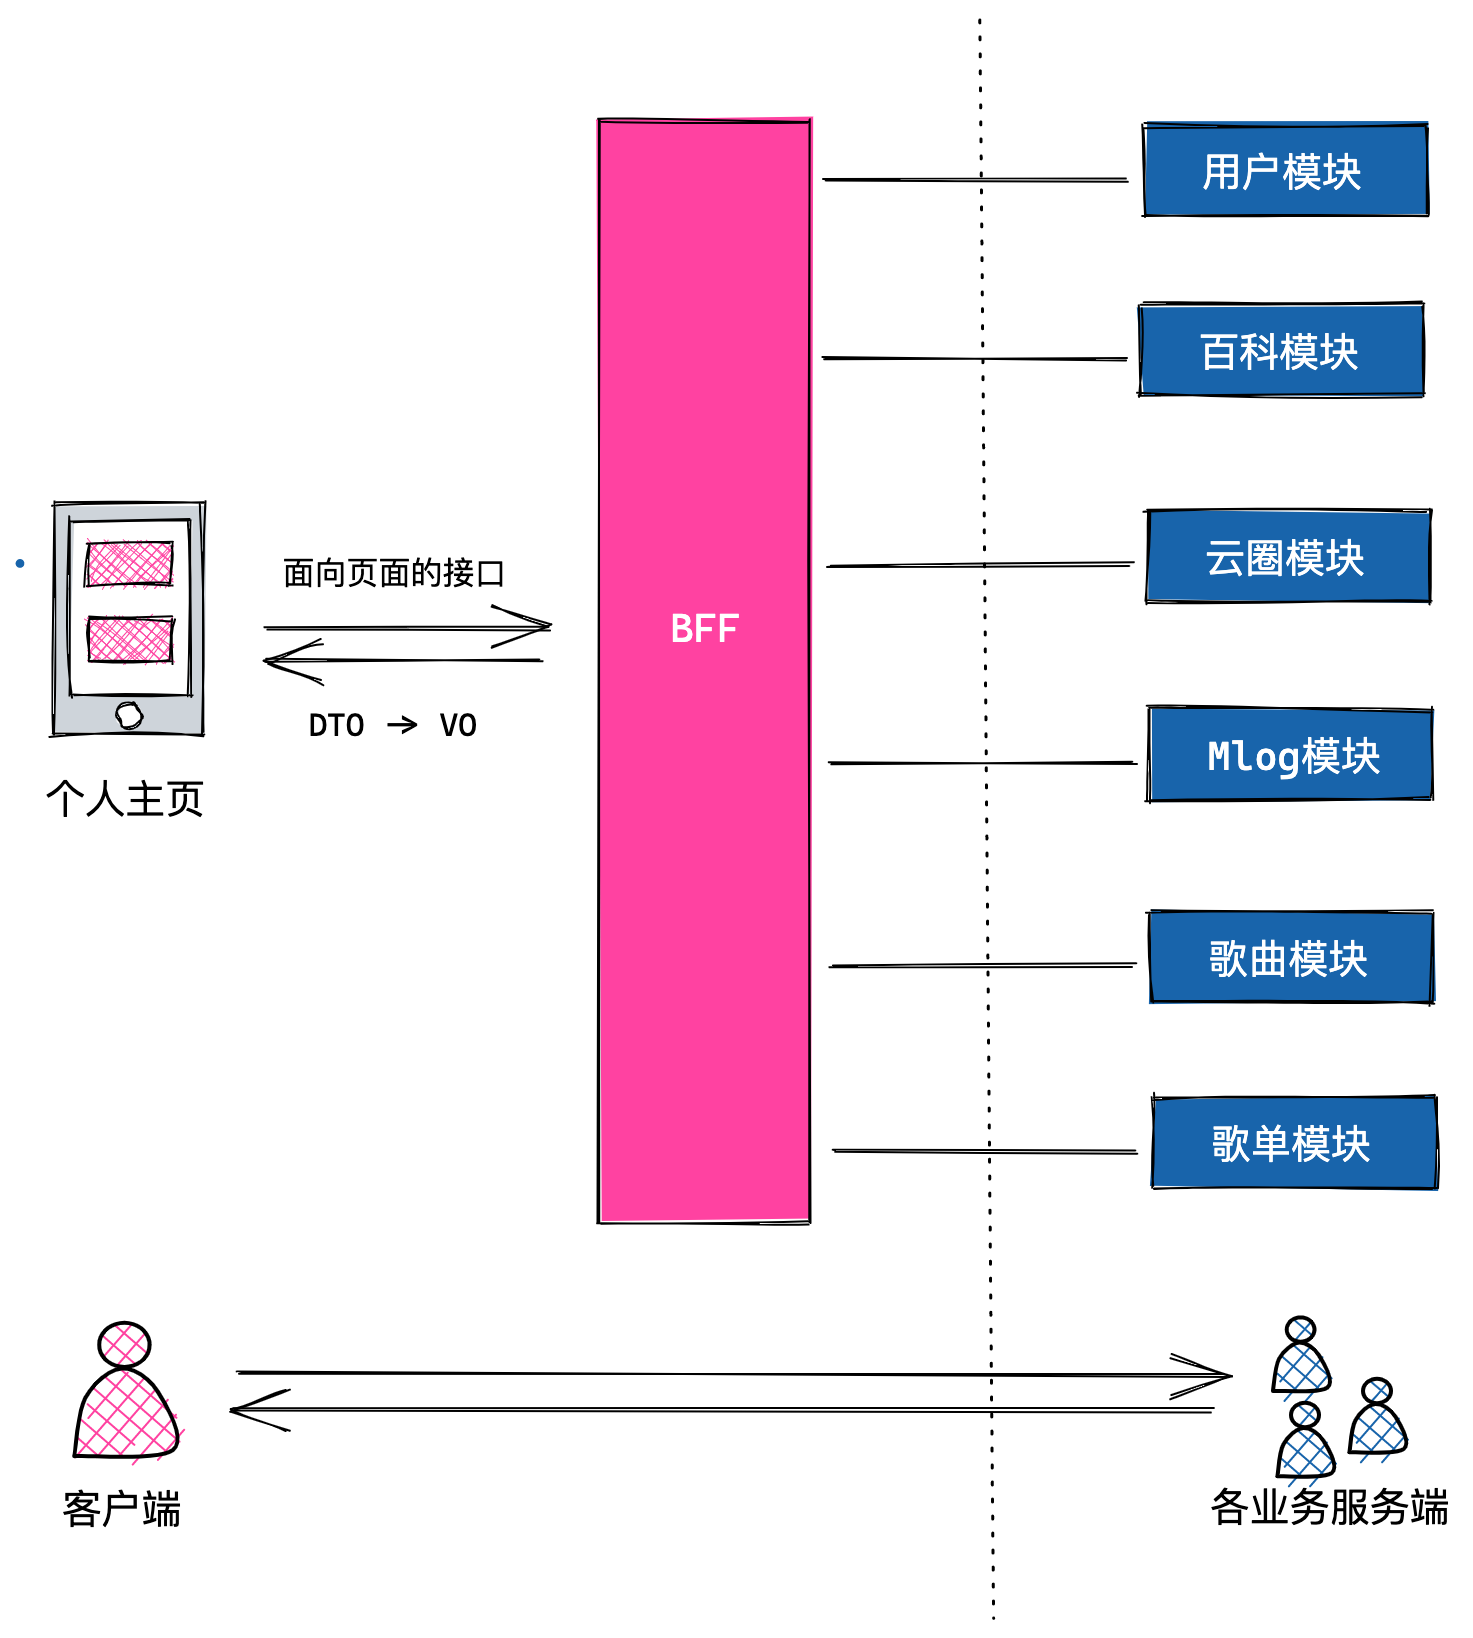 用户模块
百科模块
云圈模块
面向页面的接口
BFF
DTO → VO
Mlog模块
个人主页
歌曲模块
歌单模块
客户端
各业务服务端